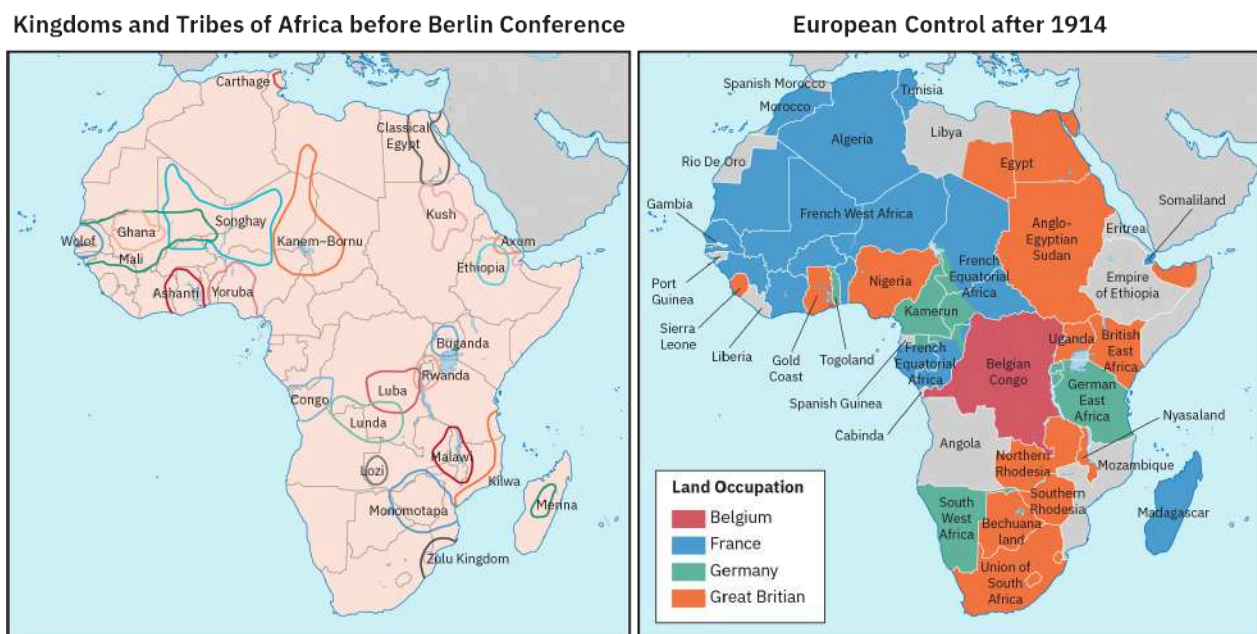 Kingdoms and Tribes of Africa before Berlin Conference
Carthage
Classical
Egypt
Kush
Songhay
Ghana
Wolof
Mali
Kanem-Bornu
Axum
Ethiopia
Ashanti
Yoruba
Buganda
Rwanda
Luba
Congo
Lunda
Malawi
Lozi
Kilwa
Monomotapa
Merina
Zulu Kingdom
European Control after 1914
Spanish Morocco
Tunisia
Morocco
Algeria
Libya
Egypt
Rio De Oro
Gambia
French West Africa
Anglo-
Egyptian
Sudan
Somaliland
Eritrea
Port
Guinea
Nigeria
French
Equatorial
Africa
Empire
of Ethiopia
Sierra
Leone
Liberia
Gold
Coast
Togoland
Kamerun
Uganda
British
East
Africa
French
Equatorial
Africa
Belgian
Congo
Spanish Guinea
German
East
Africa
Cabinda
Nyasaland
Angola
Northern
Rhodesia
Mozambique
Southern
Rhodesia
South
West
Africa
Bechuana
land
Madagascar
Union of
South
Africa
Land Occupation
Belgium
France
Germany
Great Britian